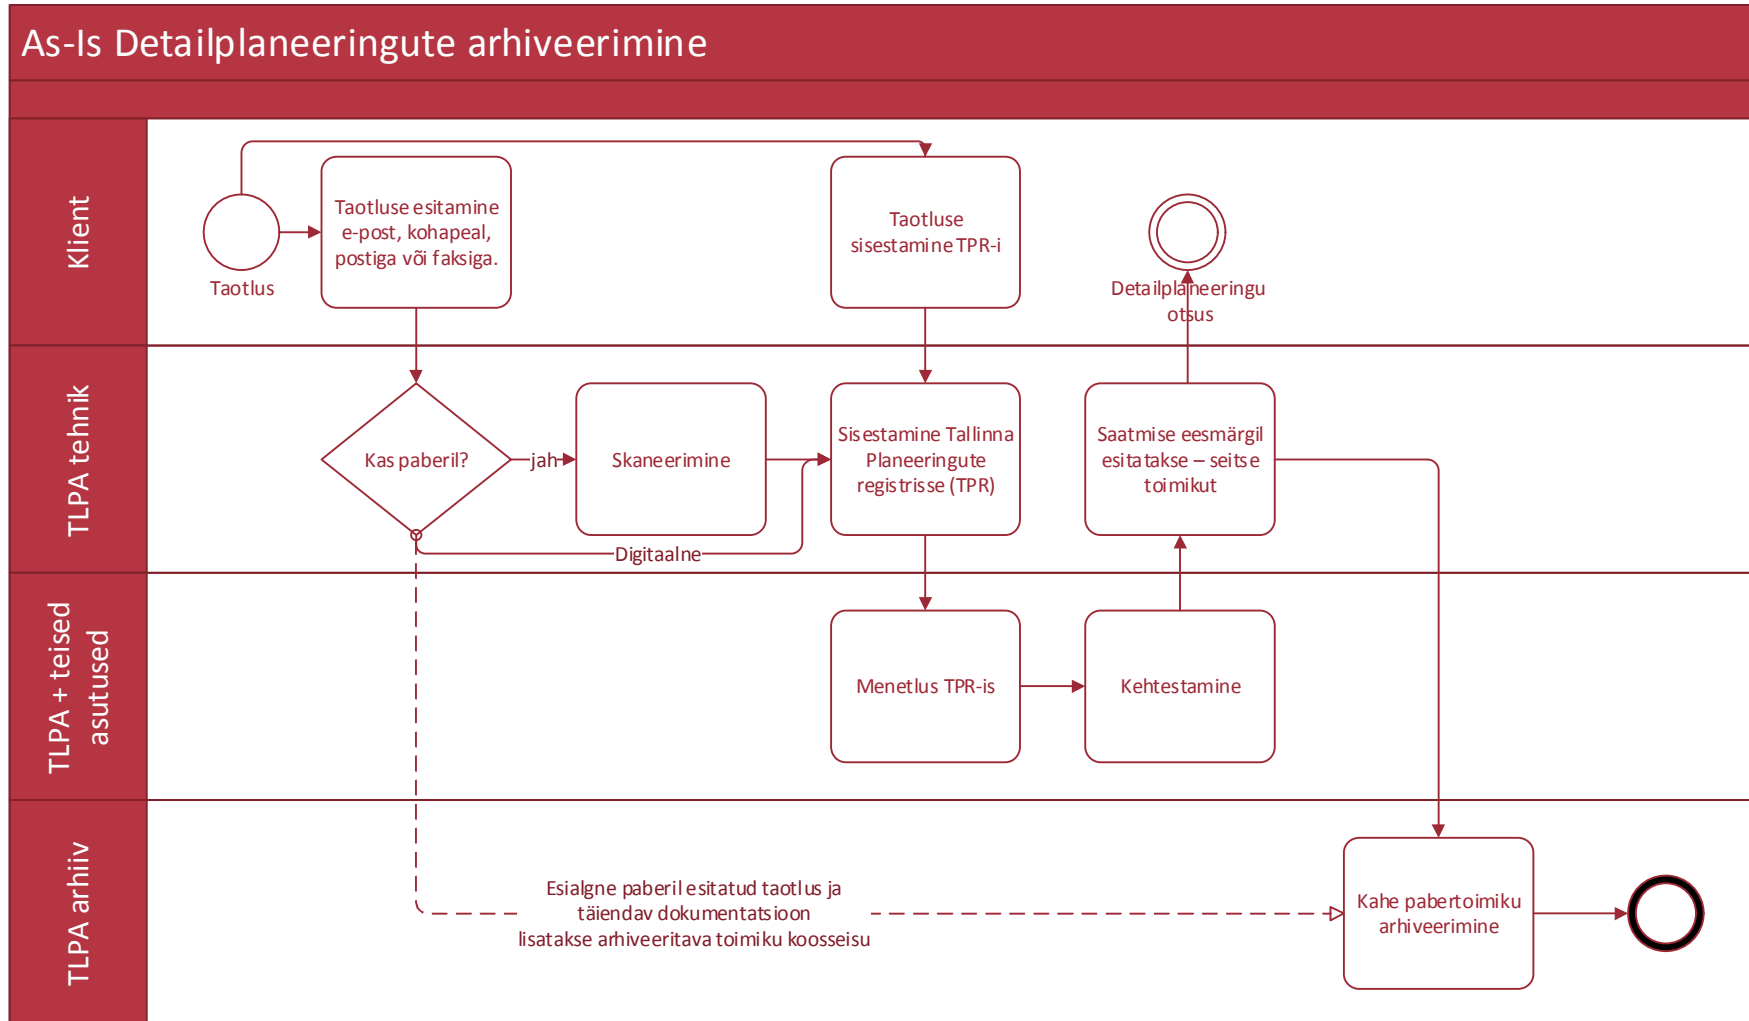 As-Is Detailplaneeringute arhiveerimine
Klient
Taotlus
Taotluse esitamine
e-post, kohapeal,
postiga või faksiga.
Taotluse
sisestamine TPR-i
Detailplaneeringu
otsus
TLPA tehnik
Kas paberil?
jah
Skaneerimine
Digitaalne
Sisestamine Tallinna
Planeeringute
registrisse (TPR)
Saatmise eesmärgil
esitatakse – seitse
toimikut
TLPA + teised
asutused
Menetlus TPR-is
Kehtestamine
TLPA arhiiv
Esialgne paberil esitatud taotlus ja
täiendav dokumentatsioon
lisatakse arhiveeritava toimiku koosseisu
Kahe pabertoimiku
arhiveerimine